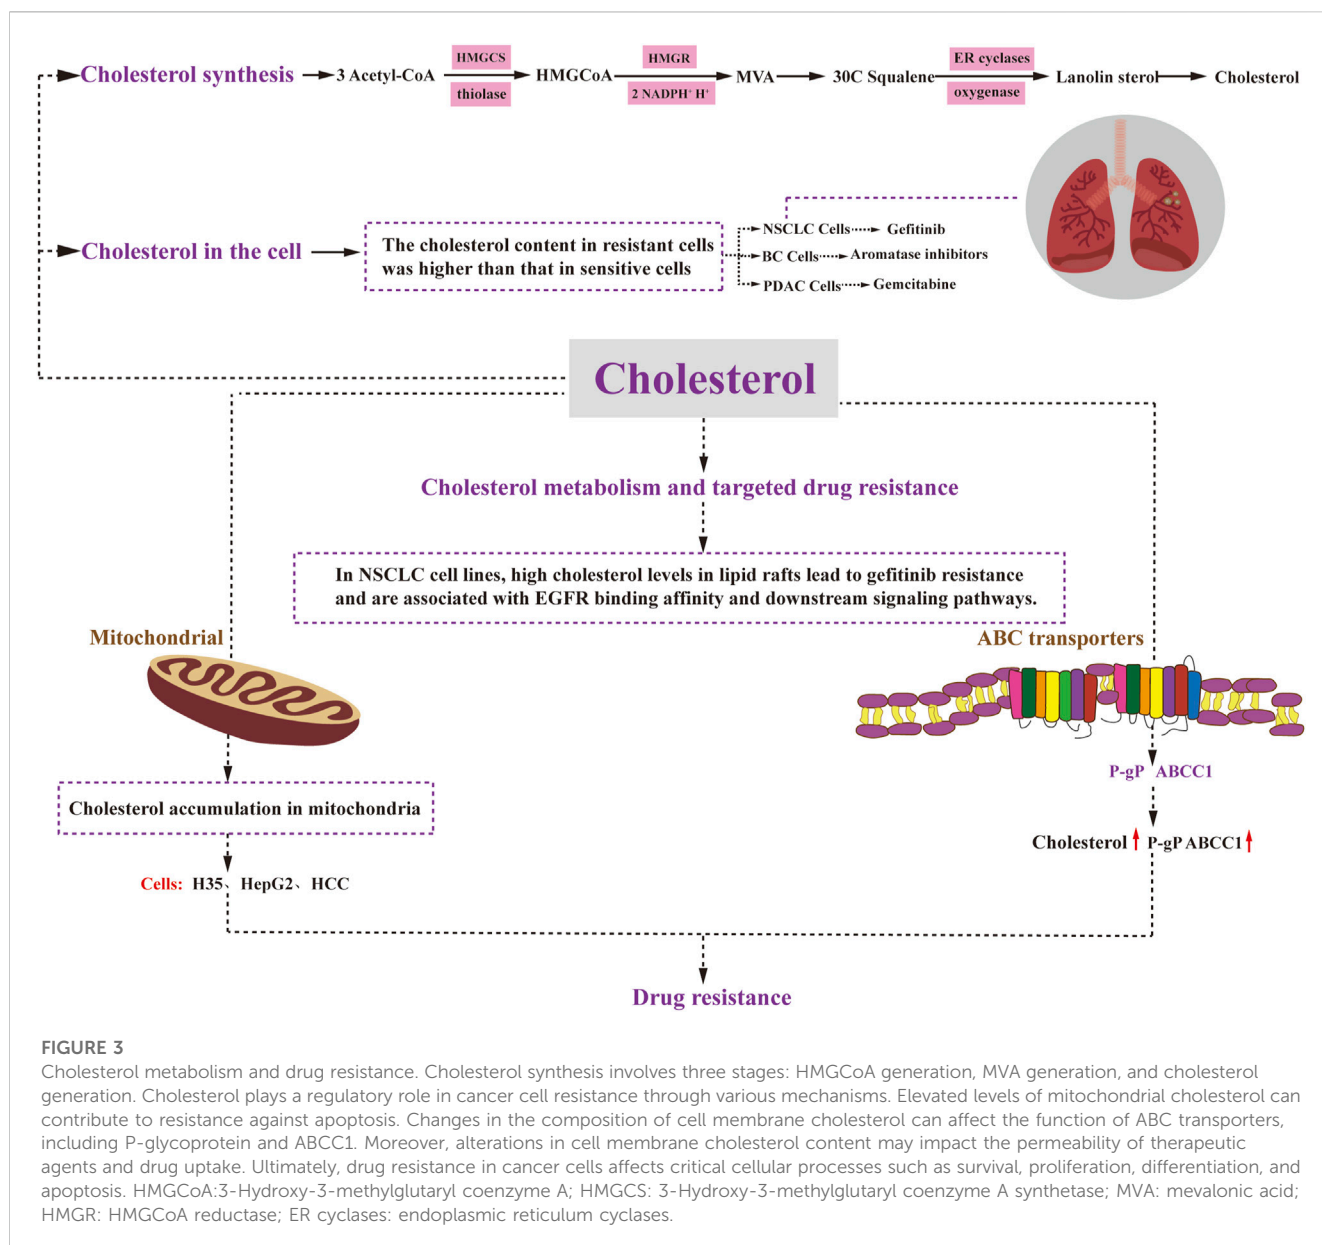 Cholesterol synthesis
3 Acetyl-CoA
HMGCS
thiolase
HMGCoA
HMGR
2 NADPH⁺ H⁺
MVA
30C Squalene
ER cyclases
oxygenase
Lanolin sterol
Cholesterol
Cholesterol in the cell
The cholesterol content in resistant cells
was higher than that in sensitive cells
NSCLC Cells
Gefitinib
BC Cells
Aromatase inhibitors
PDAC Cells
Gemcitabine
Cholesterol
Cholesterol metabolism and targeted drug resistance
In NSCLC cell lines, high cholesterol levels in lipid rafts lead to gefitinib resistance
and are associated with EGFR binding affinity and downstream signaling pathways.
Mitochondrial
ABC transporters
Cholesterol accumulation in mitochondria
P-gP ABCC1
Cholesterol P-gP ABCC1
Cells: H35、HepG2、HCC
Drug resistance
FIGURE 3
Cholesterol metabolism and drug resistance. Cholesterol synthesis involves three stages: HMGCoA generation, MVA generation, and cholesterol
generation. Cholesterol plays a regulatory role in cancer cell resistance through various mechanisms. Elevated levels of mitochondrial cholesterol can
contribute to resistance against apoptosis. Changes in the composition of cell membrane cholesterol can affect the function of ABC transporters,
including P-glycoprotein and ABCC1. Moreover, alterations in cell membrane cholesterol content may impact the permeability of therapeutic
agents and drug uptake. Ultimately, drug resistance in cancer cells affects critical cellular processes such as survival, proliferation, differentiation, and
apoptosis. HMGCoA:3-Hydroxy-3-methylglutaryl coenzyme A; HMGCS: 3-Hydroxy-3-methylglutaryl coenzyme A synthetase; MVA: mevalonic acid;
HMGR: HMGCoA reductase; ER cyclases: endoplasmic reticulum cyclases.